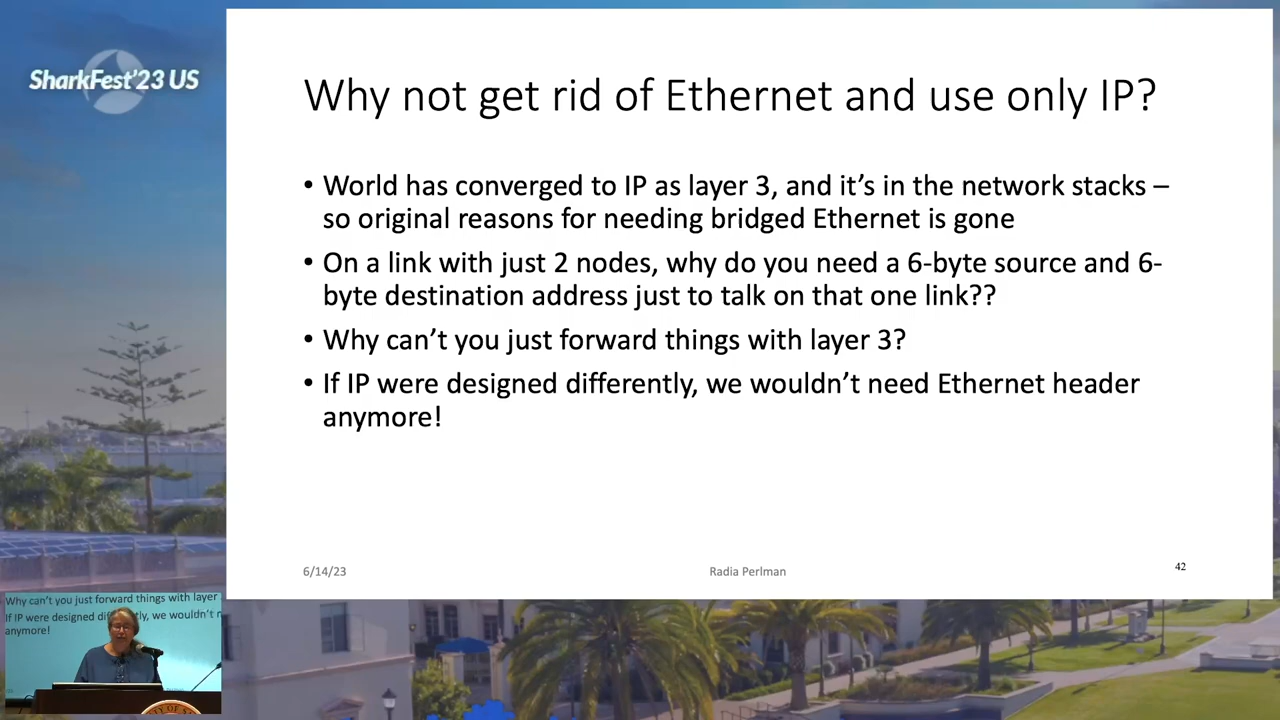 SharkFest'23 US
Why not get rid of Ethernet and use only IP?
• World has converged to IP as layer 3, and it's in the network stacks –
so original reasons for needing bridged Ethernet is gone
• On a link with just 2 nodes, why do you need a 6-byte source and 6-
byte destination address just to talk on that one link??
• Why can't you just forward things with layer 3?
• If IP were designed differently, we wouldn't need Ethernet header
anymore!
6/14/23
Radia Perlman
42
Why can't you just forward things with layer
If IP were designed diff ly, we wouldn't n
anymore!